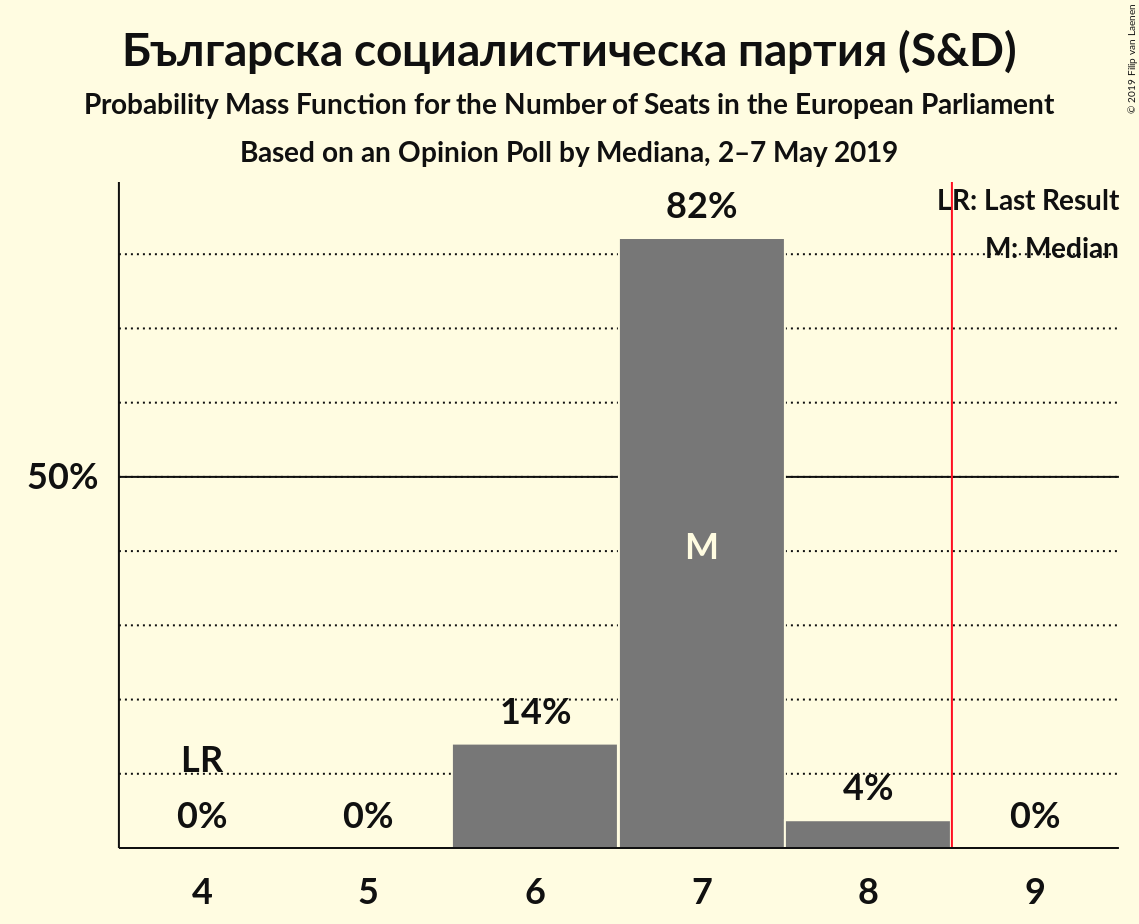 Българска социалистическа партия (S&D)
Probability Mass Function for the Number of Seats in the European Parliament
Based on an Opinion Poll by Mediana, 2–7 May 2019
© 2019 Filip van Laenen
LR: Last Result
M: Median
82%
50%
M
14%
LR
4%
0%
0%
0%
4
5
6
7
8
9